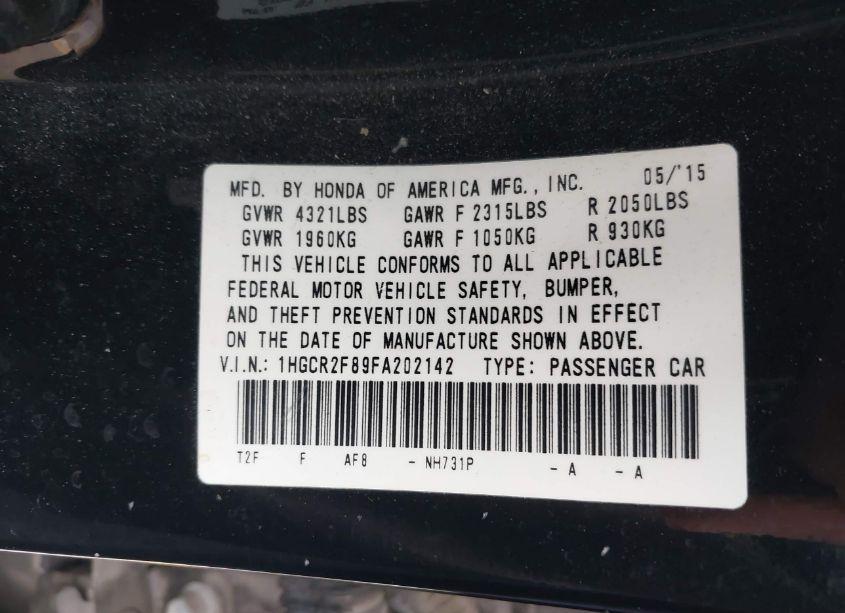 MFD. BY HONDA OF AMERICA MFG., INC. 05/'15
GVWR 4321LBS GAWR F 2315LBS R 2050LBS
GVWR 1960KG GAWR F 1050KG R 930KG
THIS VEHICLE CONFORMS TO ALL APPLICABLE
FEDERAL MOTOR VEHICLE SAFETY, BUMPER,
AND THEFT PREVENTION STANDARDS IN EFFECT
ON THE DATE OF MANUFACTURE SHOWN ABOVE.
V.I.N.: 1HGCR2F89FA202142 TYPE: PASSENGER CAR
T2F F AF8 - NH731P - A - A